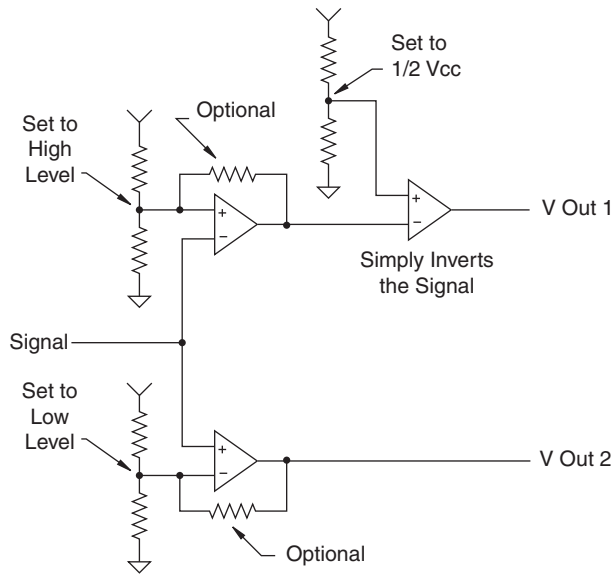 Set to
1/2 Vcc
Optional
Set to
High
Level
+
−
+
−
V Out 1
Simply Inverts
the Signal
Signal
Set to
Low
Level
+
−
V Out 2
Optional